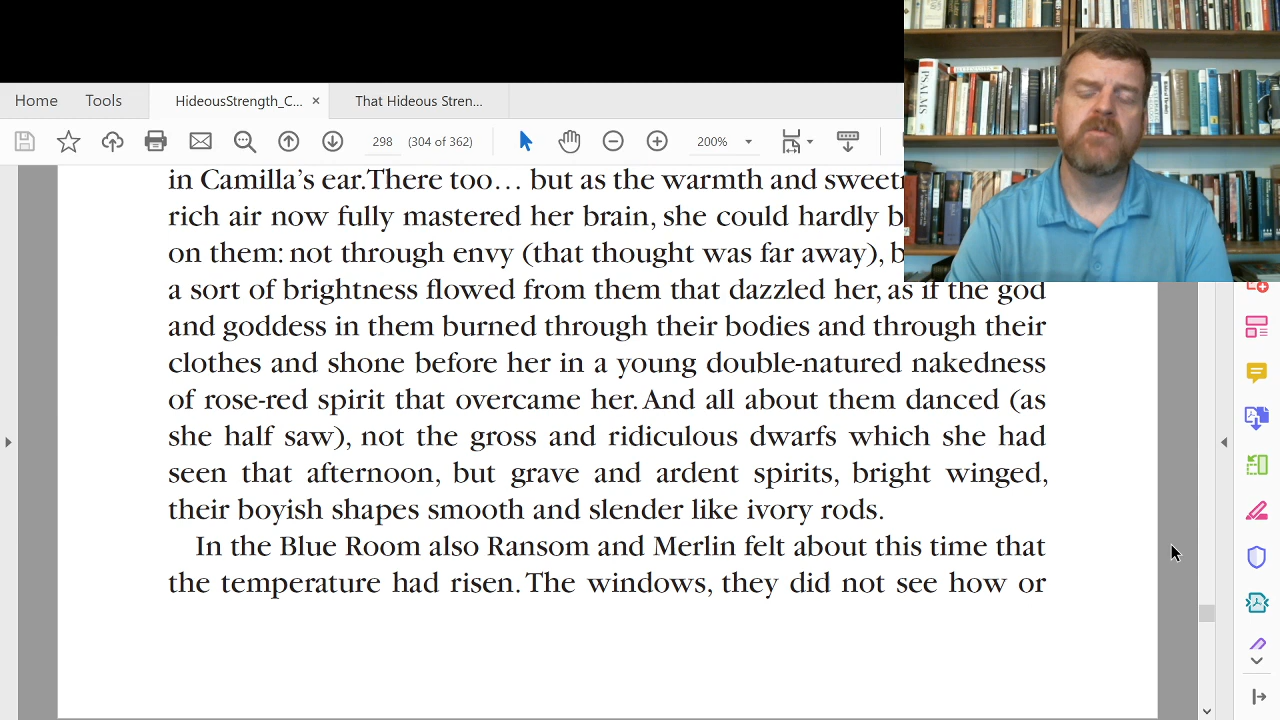 Home Tools HideousStrength_C... × That Hideous Stren...
298 (304 of 362) 200%
PSALMS
in Camilla’s ear.There too… but as the warmth and
rich air now fully mastered her brain, she could hardly
on them: not through envy (that thought was far away),
a sort of brightness flowed from them that dazzled her, as if the god
and goddess in them burned through their bodies and through their
clothes and shone before her in a young double-natured nakedness
of rose-red spirit that overcame her. And all about them danced (as
she half saw), not the gross and ridiculous dwarfs which she had
seen that afternoon, but grave and ardent spirits, bright winged,
their boyish shapes smooth and slender like ivory rods.
In the Blue Room also Ransom and Merlin felt about this time that
the temperature had risen. The windows, they did not see how or